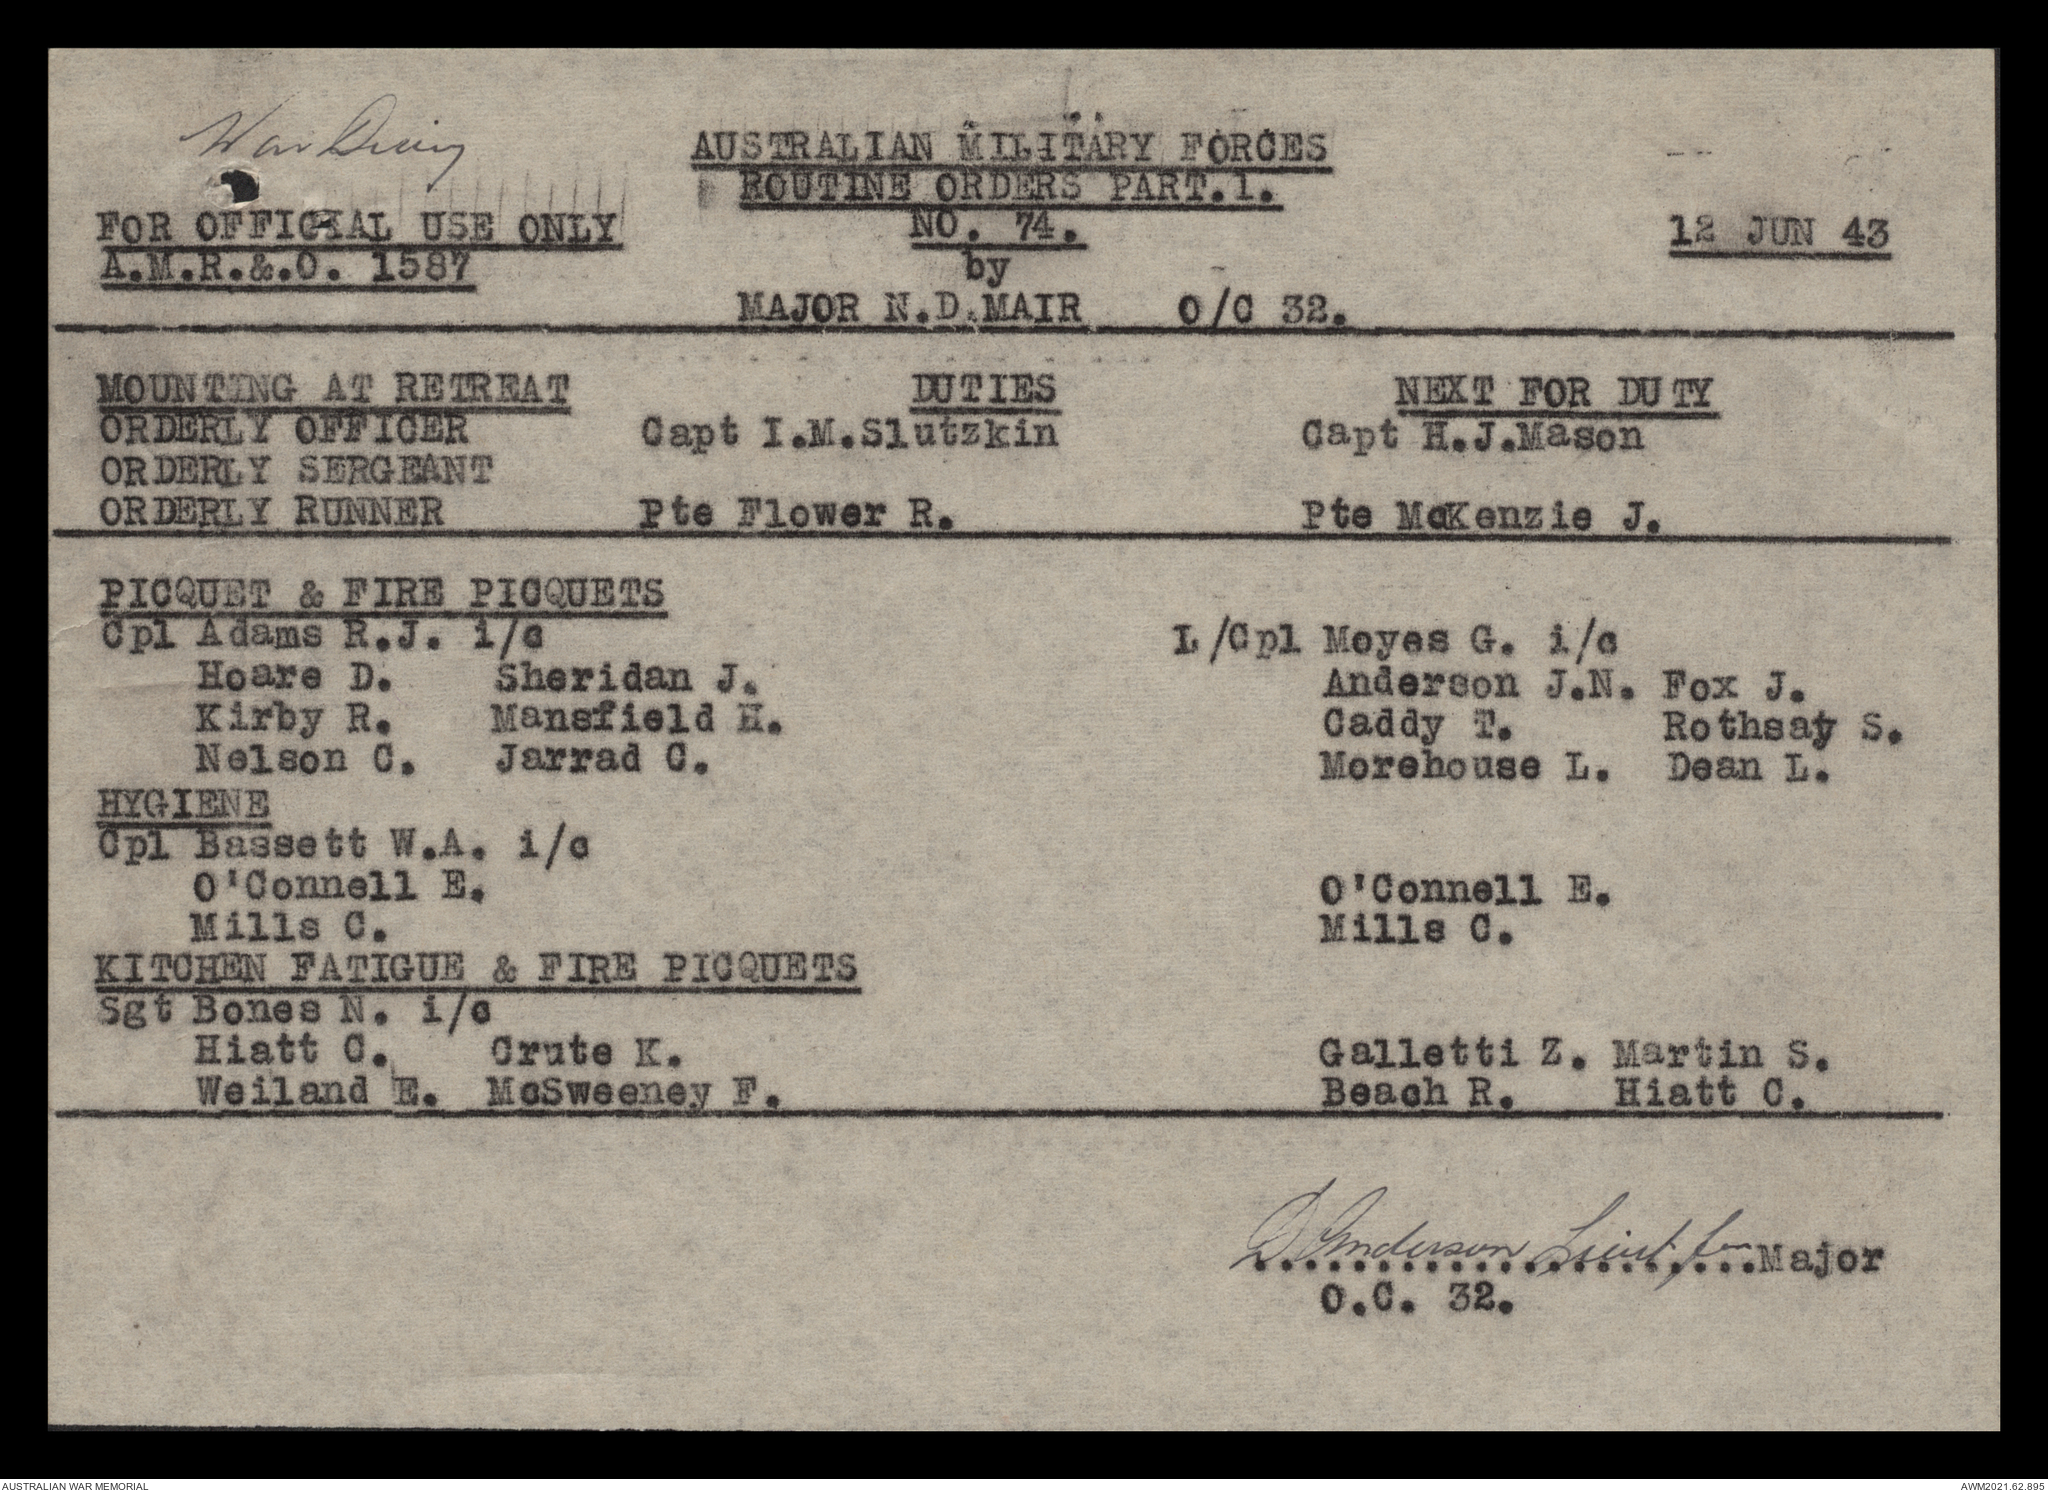 War Diary
AUSTRALIAN MILITARY FORCES
ROUTINE ORDERS PART.1.
FOR OFFICIAL USE ONLY NO. 74. 12 JUN 43
A.M.R.&.O. 1587 by
MAJOR N.D.MAIR O/C 32.
MOUNTING AT RETREAT DUTIES NEXT FOR DUTY
ORDERLY OFFICER Capt I.M.Slutzkin Capt H.J.Mason
ORDERLY SERGEANT
ORDERLY RUNNER Pte Flower R. Pte McKenzie J.
PICQUET & FIRE PICQUETS
Cpl Adams R.J. i/c L/Cpl Moyes G. i/c
Hoare D. Sheridan J. Anderson J.N. Fox J.
Kirby R. Mansfield H. Caddy T. Rothsay S.
Nelson C. Jarrad C. Morehouse L. Dean L.
HYGIENE
Cpl Bassett W.A. i/c
O'Connell E. O'Connell E.
Mills C. Mills C.
KITCHEN FATIGUE & FIRE PICQUETS
Sgt Bones N. i/c
Hiatt C. Crute K. Galletti Z. Martin S.
Weiland E. McSweeney F. Beach R. Hiatt C.
D Anderson Lieut for Major
O.C. 32.
AUSTRALIAN WAR MEMORIAL AWM2021.62.895